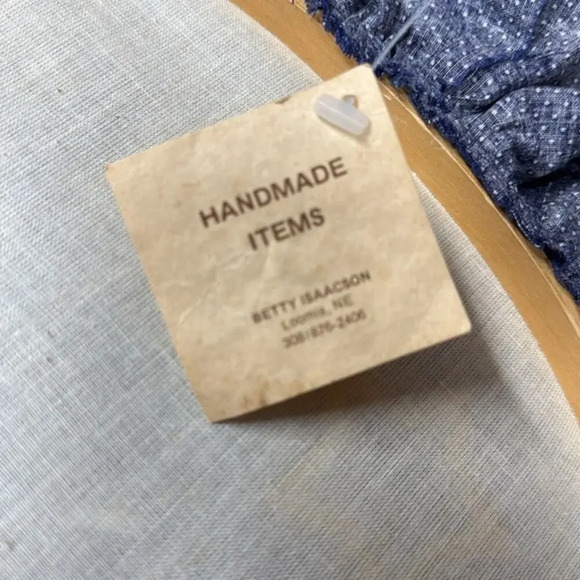 HANDMADE
ITEMS
BETTY ISAACSON
Loomis, NE
308/876-2406